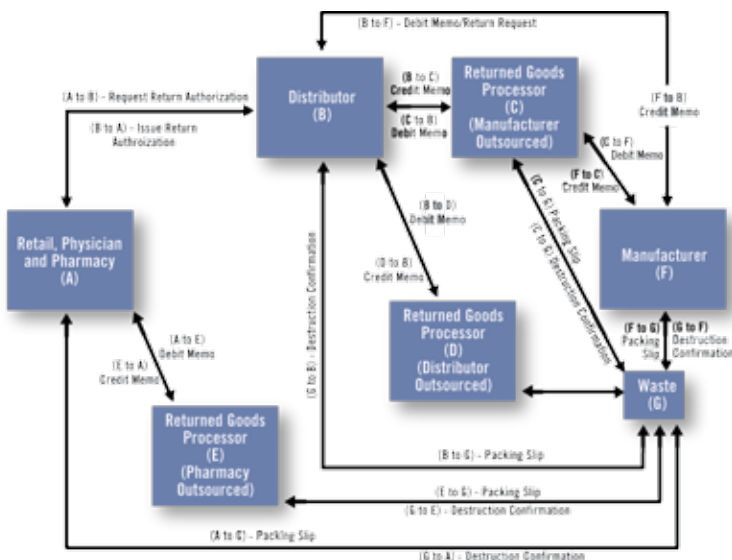 (B to F) - Debit Memo/Return Request
(A to B) - Request Return Authorization
(B to A) - Issue Return
Authroization
Distributor
(B)
(B to C)
Credit Memo
(C to B)
Debit Memo
Returned Goods
Processor
(C)
(Manufacturer
Outsourced)
(F to B)
Credit Memo
(C to F)
Debit Memo
(F to C)
Credit Memo
Retail, Physician
and Pharmacy
(A)
(B to D)
Debit Memo
(D to B)
Credit Memo
(G to B) - Destruction Confirmation
to G) Packing Slip
(C to G) Destruction Confirmation
Manufacturer
(F)
(A to E)
Debit Memo
(E to A)
Credit Memo
Returned Goods
Processor
(D)
(Distributor
Outsourced)
(F to G)
Packing
Slip
(G to F)
Destruction
Confirmation
Waste
(G)
Returned Goods
Processor
(E)
(Pharmacy
Outsourced)
(B to G) - Packing Slip
(E to G) - Packing Slip
(G to E) - Destruction Confirmation
(A to G) - Packing Slip
(G to A) - Destruction Confirmation